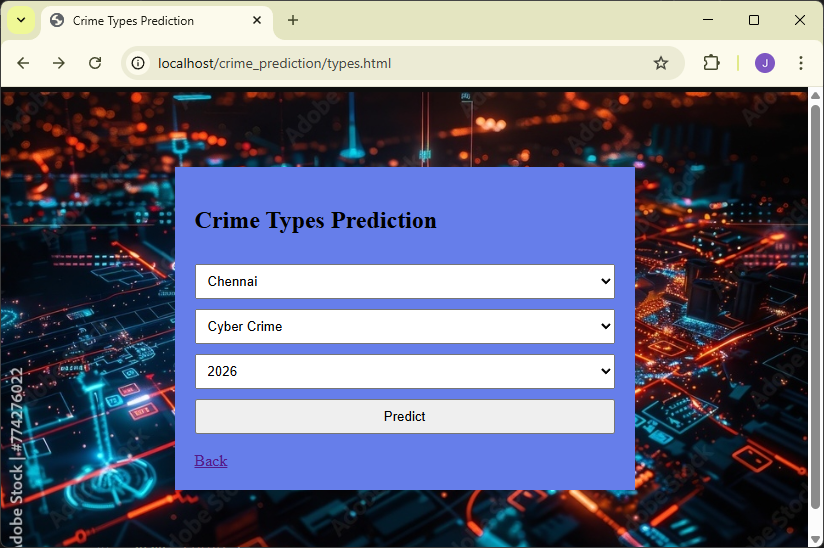 Crime Types Prediction
J
localhost/crime_prediction/types.html
Crime Types Prediction
Chennai
Cyber Crime
2026
Predict
Back
Adobe Stock | #774276022